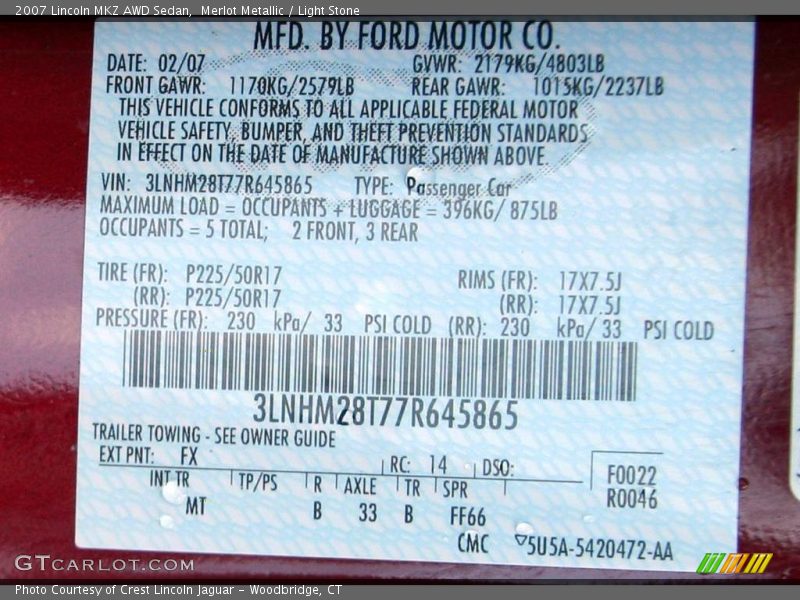 2007 Lincoln MKZ AWD Sedan,  Merlot Metallic / Light Stone
MFD. BY FORD MOTOR CO.
DATE: 02/07 GVWR: 2179KG/4803LB
FRONT GAWR: 1170KG/2579LB REAR GAWR: 1015KG/2237LB
THIS VEHICLE CONFORMS TO ALL APPLICABLE FEDERAL MOTOR
VEHICLE SAFETY, BUMPER, AND THEFT PREVENTION STANDARDS
IN EFFECT ON THE DATE OF MANUFACTURE SHOWN ABOVE.
VIN: 3LNHM28T77R645865 TYPE: Passenger Car
MAXIMUM LOAD = OCCUPANTS + LUGGAGE = 396KG/ 875LB
OCCUPANTS = 5 TOTAL; 2 FRONT, 3 REAR
TIRE (FR): P225/50R17 RIMS (FR): 17X7.5J
(RR): P225/50R17 (RR): 17X7.5J
PRESSURE (FR): 230 kPa/ 33 PSI COLD (RR): 230 kPa/ 33 PSI COLD
3LNHM28T77R645865
TRAILER TOWING - SEE OWNER GUIDE
EXT PNT: FX RC: 14 DSO: F0022
INT TR TP/PS R AXLE TR SPR R0046
MT B 33 B FF66
CMC ▽5U5A-5420472-AA
GTCARLOT.COM
Photo Courtesy of Crest Lincoln Jaguar - Woodbridge, CT